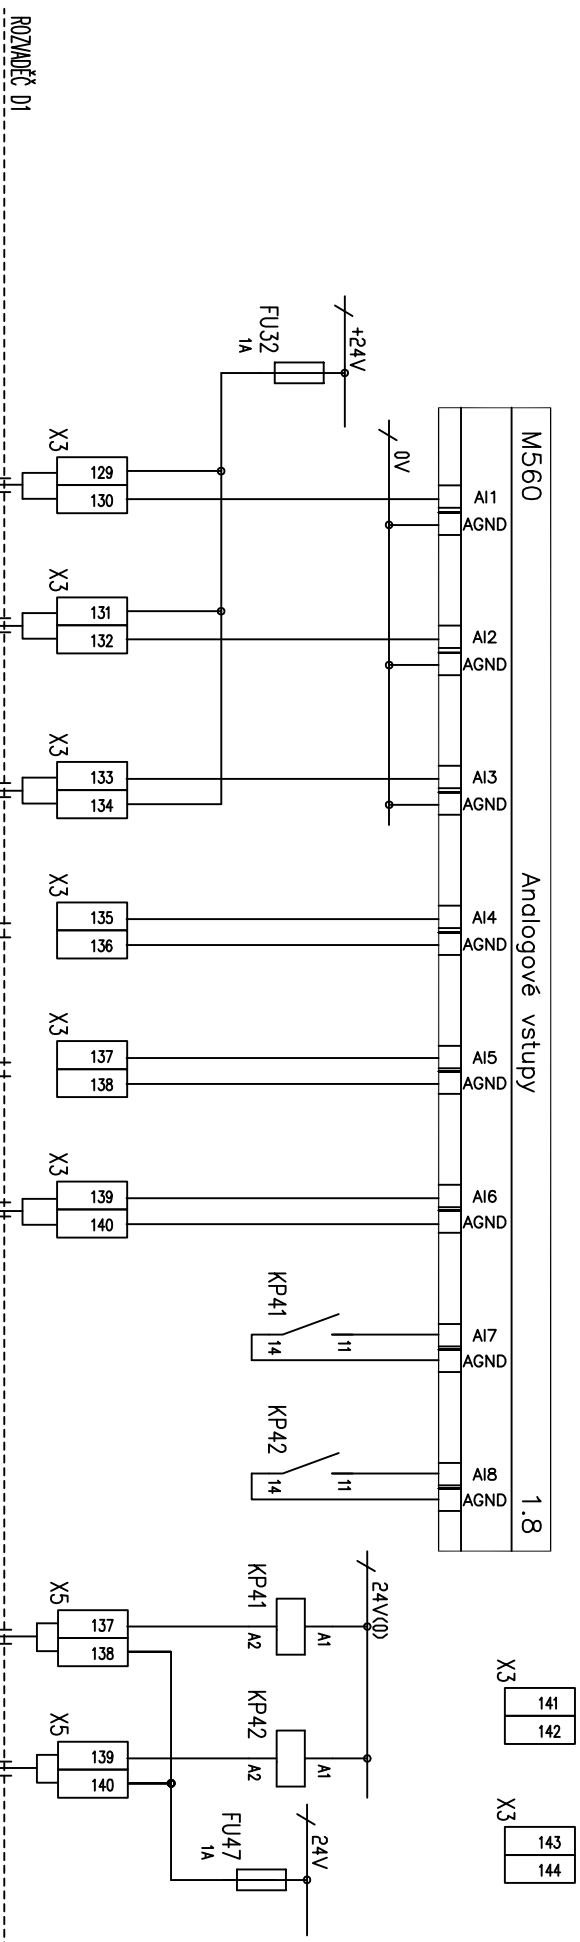 ROZVADĚČ D1
M560
Analogové vstupy
1.8
AI1
AGND
AI2
AGND
AI3
AGND
AI4
AGND
AI5
AGND
AI6
AGND
AI7
AGND
AI8
AGND
+24V
0V
FU32
1A
X3
129
130
X3
131
132
X3
133
134
X3
135
136
X3
137
138
X3
139
140
KP41
11
14
KP42
11
14
24V(0)
KP41
A1
A2
X5
137
138
KP42
A1
A2
X5
139
140
24V
FU47
1A
X3
141
142
X3
143
144